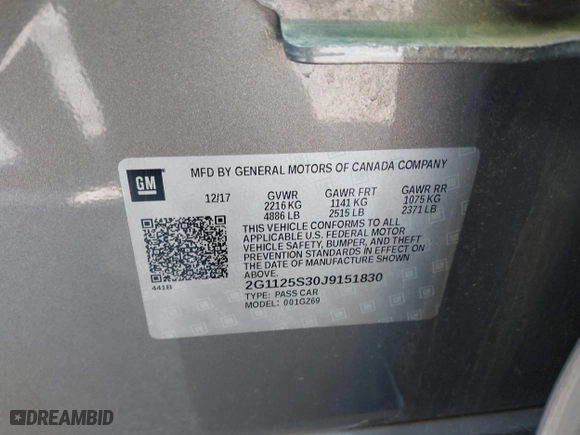 MFD BY GENERAL MOTORS OF CANADA COMPANY
GM
12/17 GVWR GAWR FRT GAWR RR
2216 KG 1141 KG 1075 KG
4886 LB 2515 LB 2371 LB
THIS VEHICLE CONFORMS TO ALL
APPLICABLE U.S. FEDERAL MOTOR
VEHICLE SAFETY, BUMPER, AND THEFT
PREVENTION STANDARDS IN EFFECT ON
THE DATE OF MANUFACTURE SHOWN
ABOVE.
441B
2G1125S30J9151830
TYPE: PASS CAR
MODEL: 001GZ69
DREAMBID